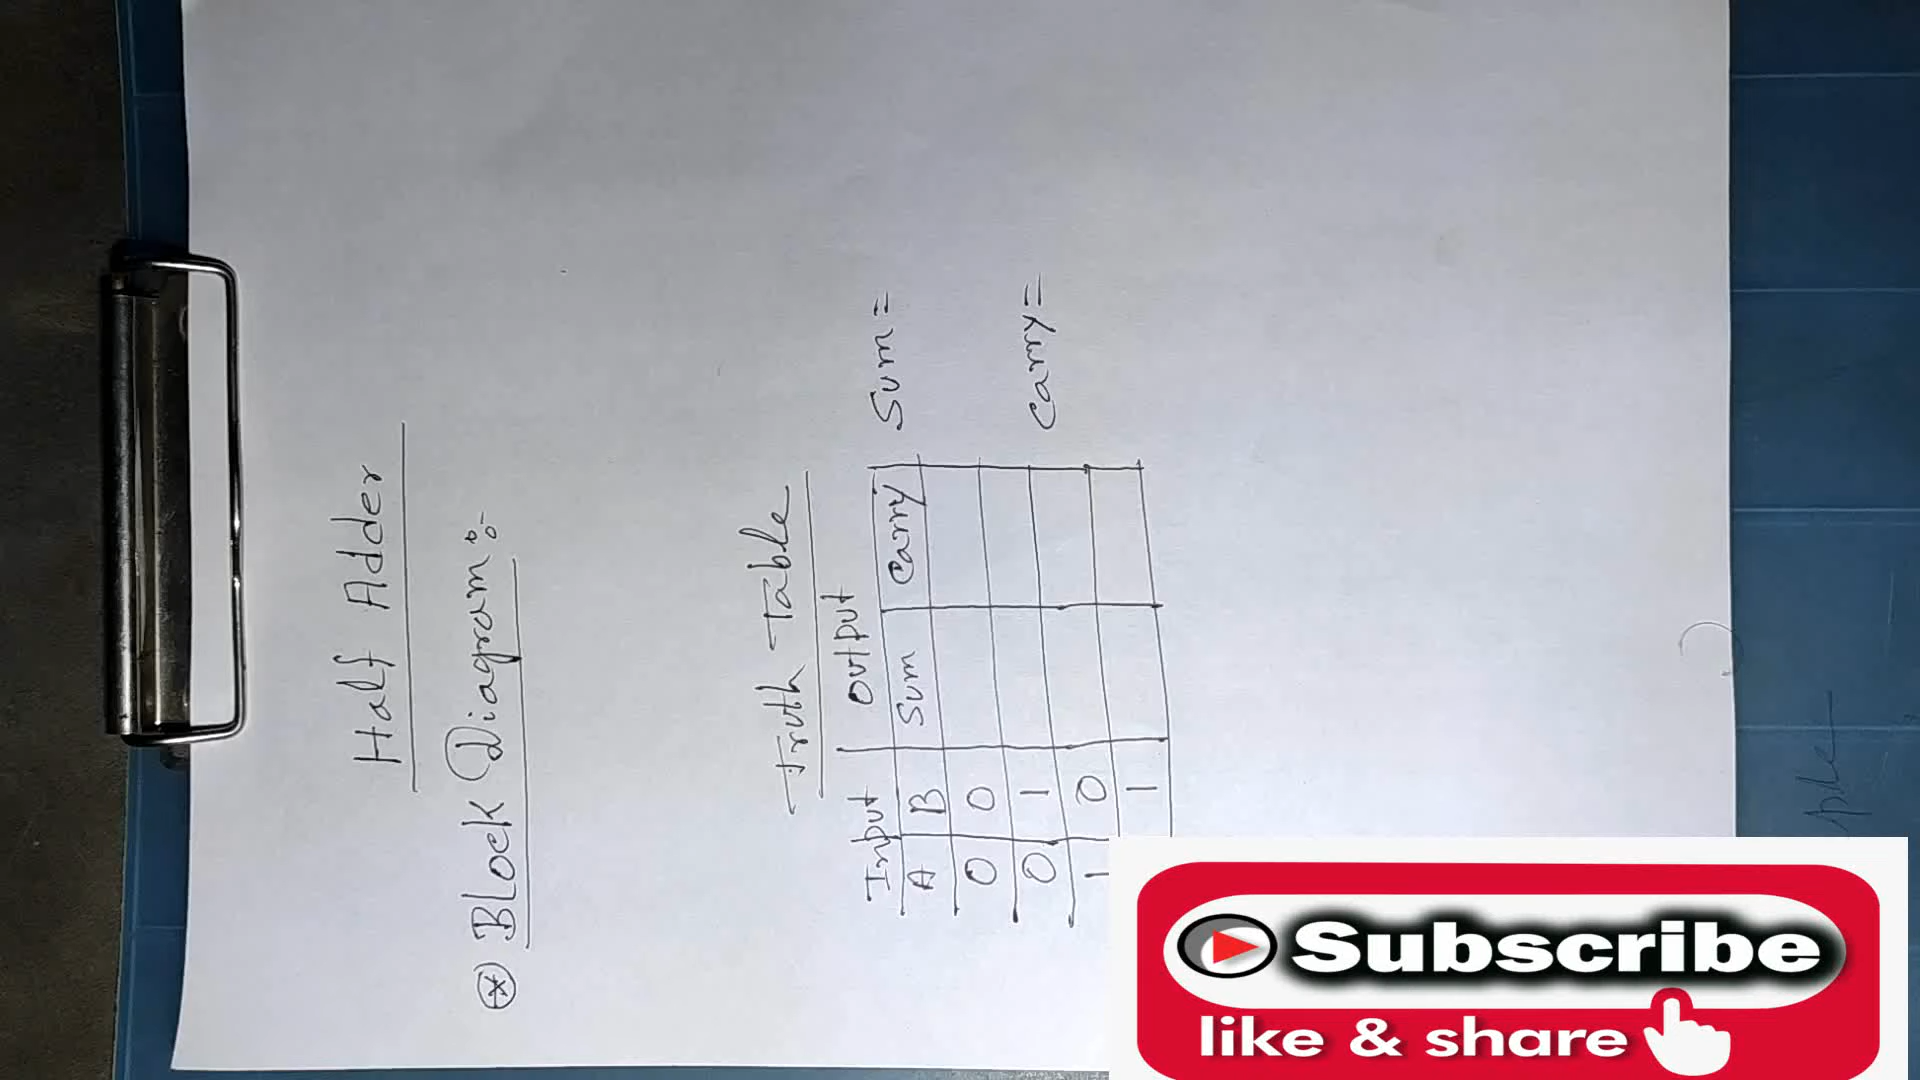 Half Adder
* Block Diagram:-
Truth Table
Input Output
A B Sum Carry Sum =
0 0
0 1 Carry =
1 0
1
Subscribe
like & share